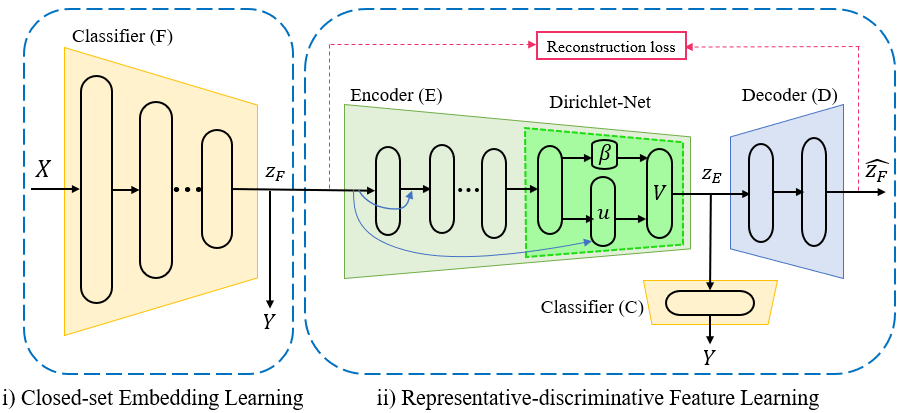 Classifier (F)
X
z_F
Y
Reconstruction loss
Encoder (E)
Dirichlet-Net
Decoder (D)
β
u
V
z_E
\widehat{z_F}
Classifier (C)
Y
i) Closed-set Embedding Learning
ii) Representative-discriminative Feature Learning